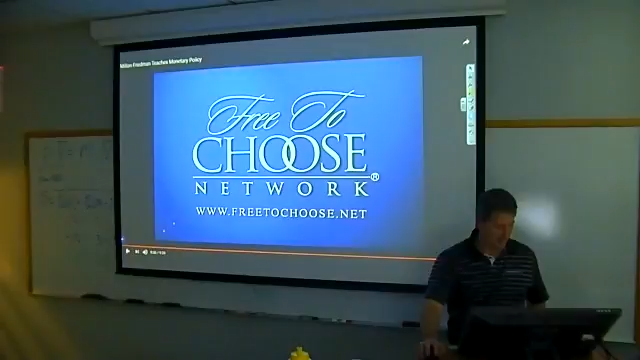 Milton Friedman Teaches Monetary Policy
Free To
CHOOSE®
NETWORK
WWW.FREETOCHOOSE.NET